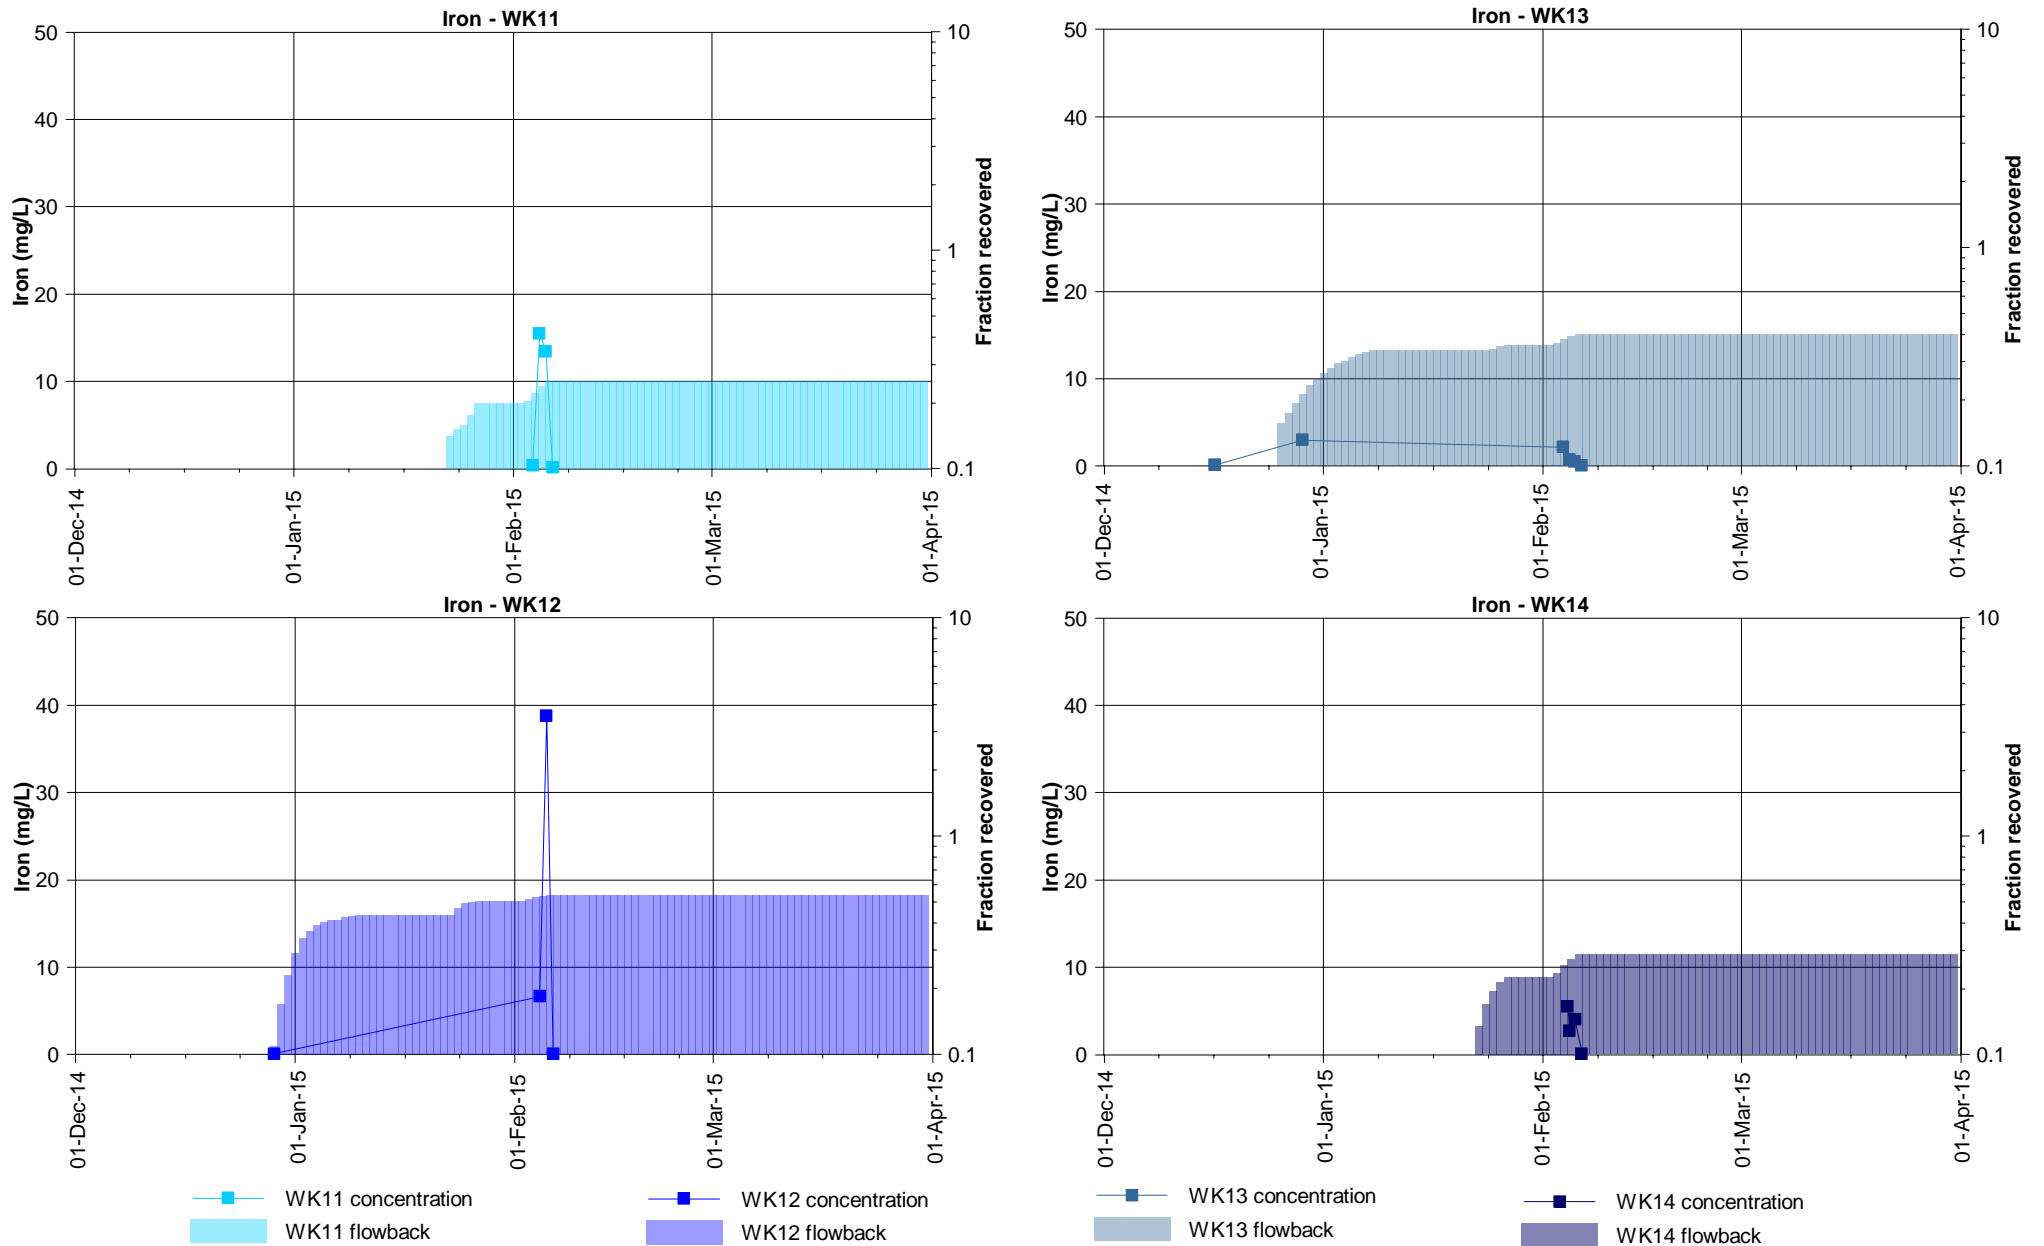 Iron - WK11
50
40
30
20
10
0
Iron (mg/L)
10
1
0.1
Fraction recovered
01-Dec-14
01-Jan-15
01-Feb-15
01-Mar-15
01-Apr-15
Iron - WK13
50
40
30
20
10
0
Iron (mg/L)
10
1
0.1
Fraction recovered
01-Dec-14
01-Jan-15
01-Feb-15
01-Mar-15
01-Apr-15
Iron - WK12
50
40
30
20
10
0
Iron (mg/L)
10
1
0.1
Fraction recovered
01-Dec-14
01-Jan-15
01-Feb-15
01-Mar-15
01-Apr-15
Iron - WK14
50
40
30
20
10
0
Iron (mg/L)
10
1
0.1
Fraction recovered
01-Dec-14
01-Jan-15
01-Feb-15
01-Mar-15
01-Apr-15
WK11 concentration
WK11 flowback
WK12 concentration
WK12 flowback
WK13 concentration
WK13 flowback
WK14 concentration
WK14 flowback